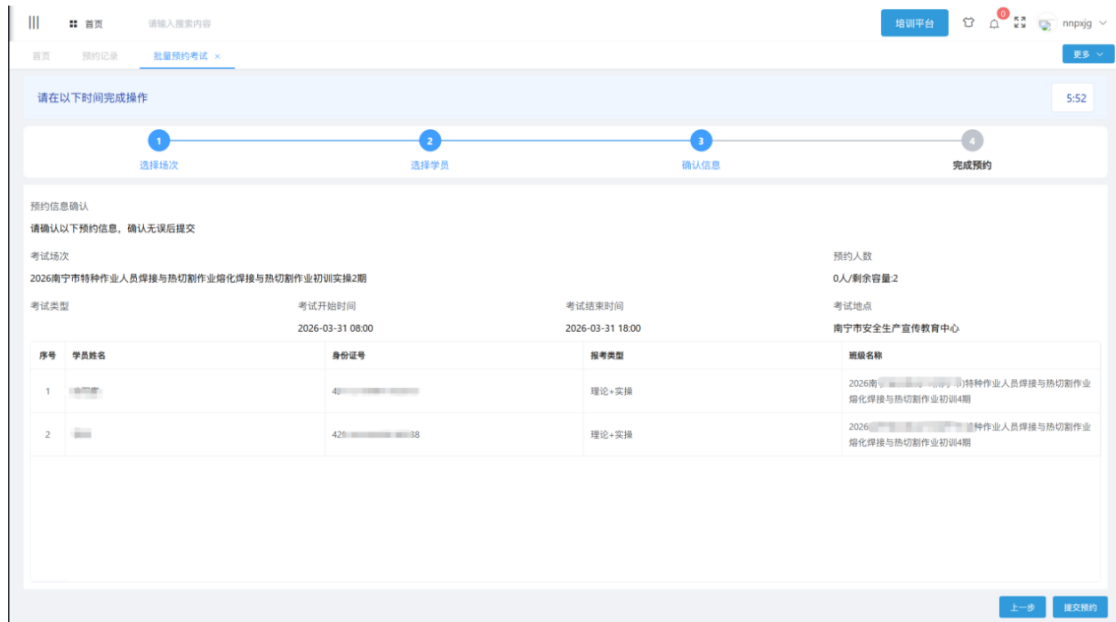 首页
请输入搜索内容
培训平台
0
nnpxjg
首页
预约记录
批量预约考试 ×
更多
请在以下时间完成操作
5:52
1
2
3
4
选择场次
选择学员
确认信息
完成预约
预约信息确认
请确认以下预约信息，确认无误后提交
考试场次
预约人数
2026南宁市特种作业人员焊接与热切割作业熔化焊接与热切割作业初训实操2期
0人/剩余容量:2
考试类型
考试开始时间
考试结束时间
考试地点
2026-03-31 08:00
2026-03-31 18:00
南宁市安全生产宣传教育中心
序号
学员姓名
身份证号
报考类型
班级名称
1
理论+实操
2026南
特种作业人员焊接与热切割作业
熔化焊接与热切割作业初训4期
2
42
38
理论+实操
2026
种作业人员焊接与热切割作业
熔化焊接与热切割作业初训4期
上一步
提交预约